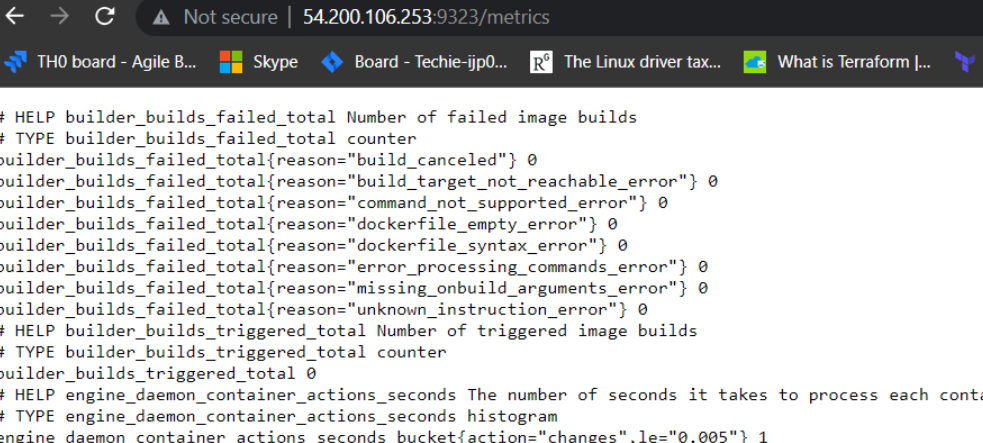 Not secure | 54.200.106.253:9323/metrics
TH0 board - Agile B... Skype Board - Techie-ijp0... R⁶ The Linux driver tax... What is Terraform |...
# HELP builder_builds_failed_total Number of failed image builds
# TYPE builder_builds_failed_total counter
builder_builds_failed_total{reason="build_canceled"} 0
builder_builds_failed_total{reason="build_target_not_reachable_error"} 0
builder_builds_failed_total{reason="command_not_supported_error"} 0
builder_builds_failed_total{reason="dockerfile_empty_error"} 0
builder_builds_failed_total{reason="dockerfile_syntax_error"} 0
builder_builds_failed_total{reason="error_processing_commands_error"} 0
builder_builds_failed_total{reason="missing_onbuild_arguments_error"} 0
builder_builds_failed_total{reason="unknown_instruction_error"} 0
# HELP builder_builds_triggered_total Number of triggered image builds
# TYPE builder_builds_triggered_total counter
builder_builds_triggered_total 0
# HELP engine_daemon_container_actions_seconds The number of seconds it takes to process each conta
# TYPE engine_daemon_container_actions_seconds histogram
engine_daemon_container_actions_seconds_bucket{action="changes",le="0.005"} 1